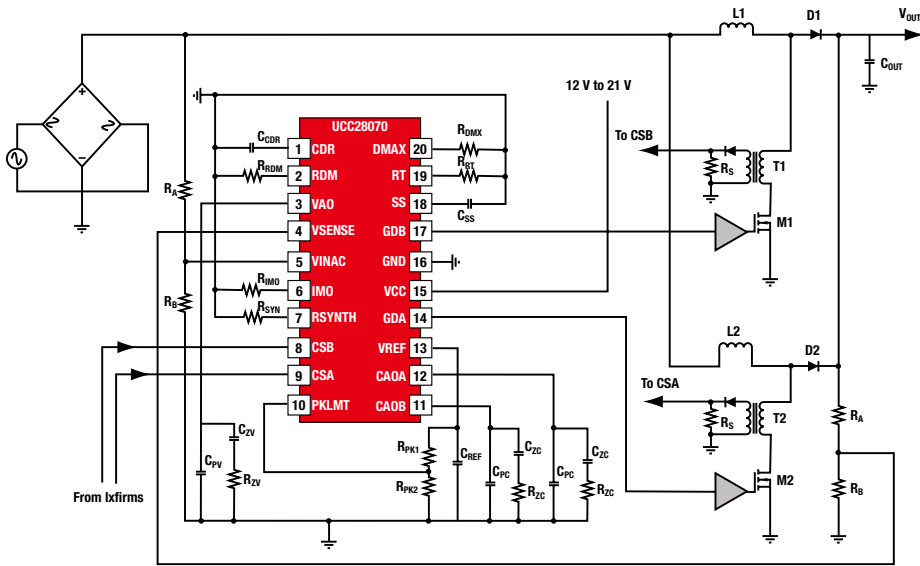 L1
D1
VOUT
COUT
12 V to 21 V
UCC28070
To CSB
CCDR
1 CDR
DMAX 20
RDMX
RRDM
2 RDM
RT 19
RRT
RS
T1
RA
3 VAO
SS 18
CSS
4 VSENSE
GDB 17
M1
5 VINAC
GND 16
RIMO
6 IMO
VCC 15
RB
RSYN
7 RSYNTH
GDA 14
8 CSB
VREF 13
L2
D2
9 CSA
CAOA 12
To CSA
10 PKLMT
CAOB 11
RS
T2
RA
CZV
RPK1
CREF
CZC
CZC
CPV
RZV
RPK2
CPC
RZC
CPC
RZC
M2
RB
From Ixfirms